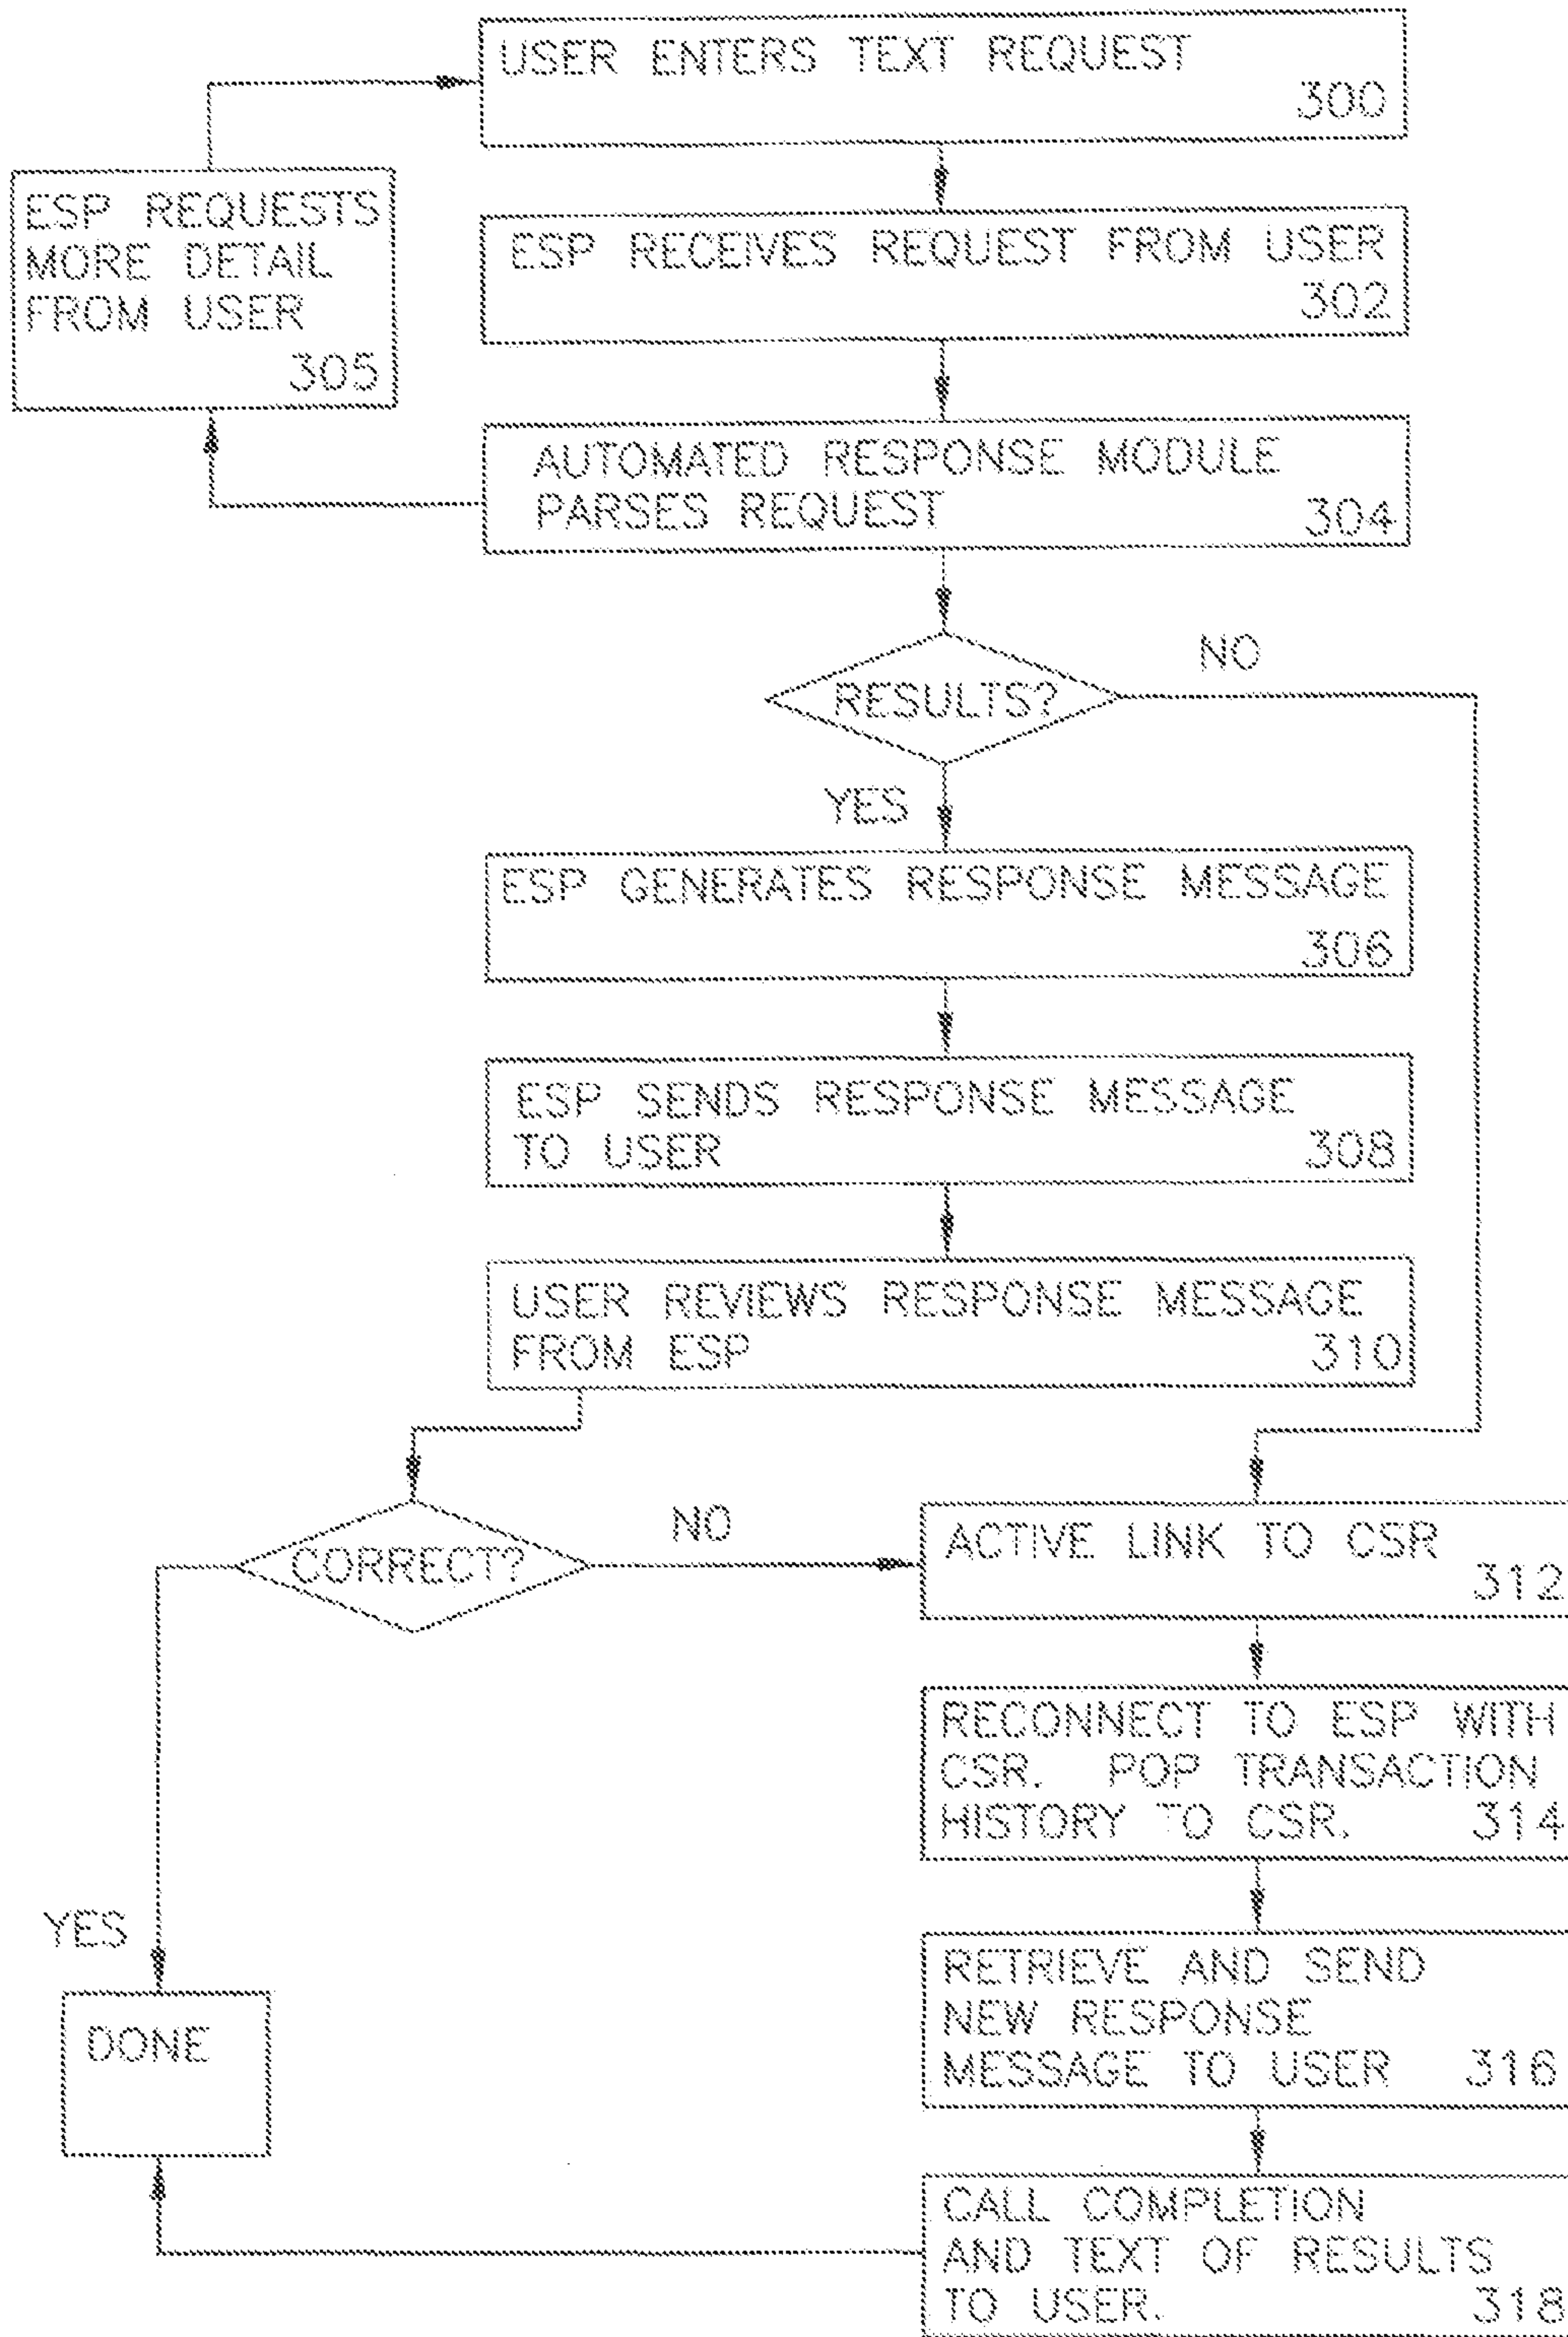 USER ENTERS TEXT REQUEST
300
ESP REQUESTS
MORE DETAIL
FROM USER
305
ESP RECEIVES REQUEST FROM USER
302
AUTOMATED RESPONSE MODULE
PARSES REQUEST 304
RESULTS?
NO
YES
ESP GENERATES RESPONSE MESSAGE
306
ESP SENDS RESPONSE MESSAGE
TO USER 308
USER REVIEWS RESPONSE MESSAGE
FROM ESP 310
CORRECT?
NO
ACTIVE LINK TO CSR
312
RECONNECT TO ESP WITH
CSR. POP TRANSACTION
HISTORY TO CSR. 314
YES
DONE
RETRIEVE AND SEND
NEW RESPONSE
MESSAGE TO USER 316
CALL COMPLETION
AND TEXT OF RESULTS
TO USER. 318